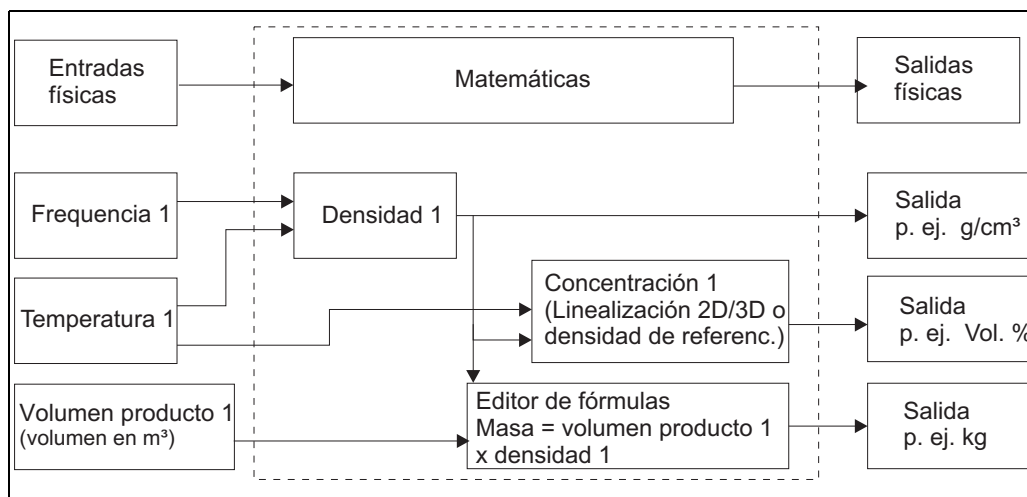 Entradas
físicas
Matemáticas
Salidas
físicas
Frequencia 1
Densidad 1
Salida
p. ej. g/cm³
Temperatura 1
Concentración 1
(Linealización 2D/3D o
densidad de referenc.)
Salida
p. ej. Vol. %
Volumen producto 1
(volumen en m³)
Editor de fórmulas
Masa = volumen producto 1
x densidad 1
Salida
p. ej. kg